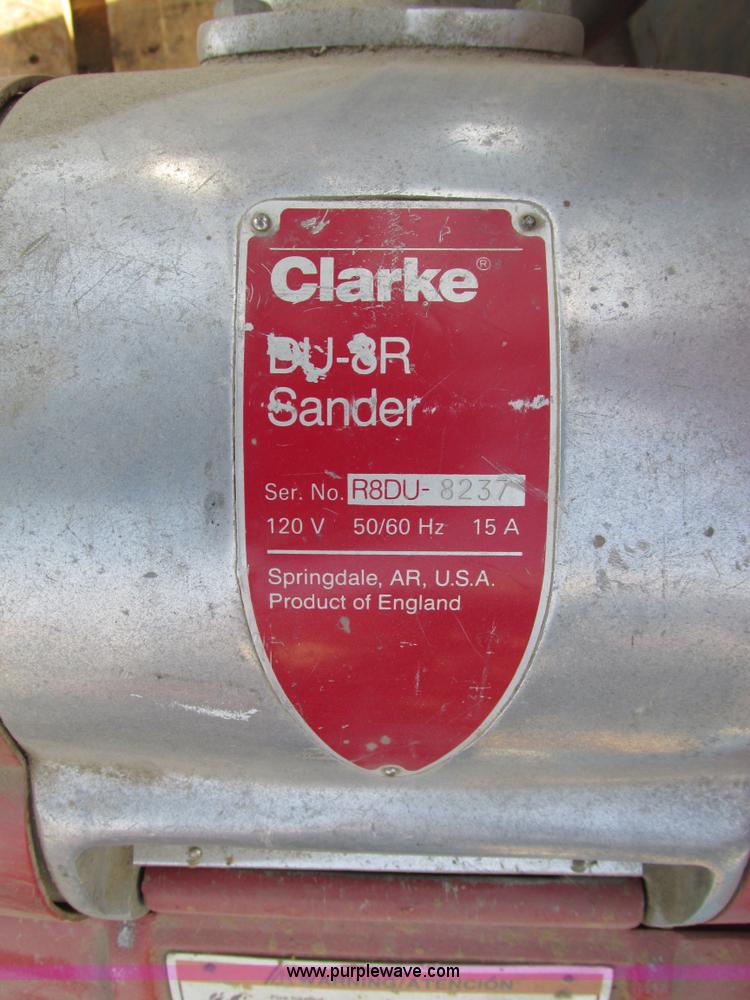 Clarke®
DU-8R
Sander
Ser. No. R8DU- 8237
120 V 50/60 Hz 15 A
Springdale, AR, U.S.A.
Product of England
WARNING/ATENCIÓN
www.purplewave.com